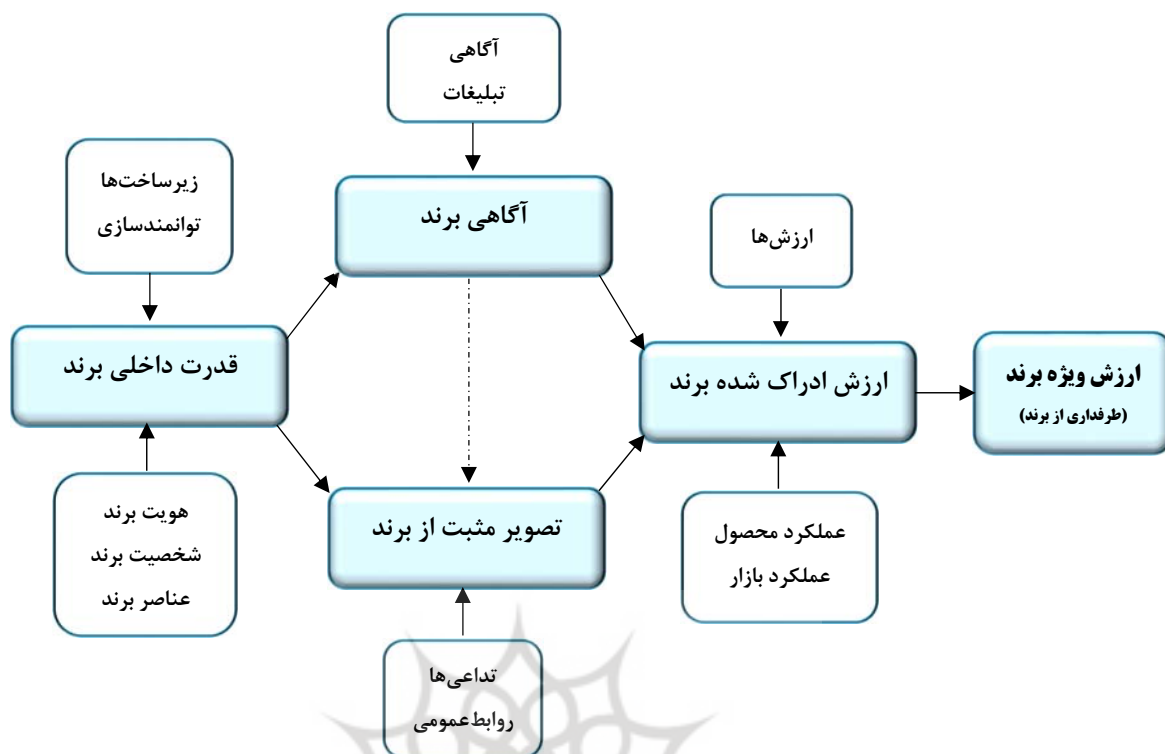 آگاهی
تبلیغات
زیرساخت‌ها
توانمندسازی
آگاهی برند
ارزش‌ها
قدرت داخلی برند
ارزش ادراک شده برند
ارزش ویژه برند
(طرفداری از برند)
هویت برند
شخصیت برند
عناصر برند
تصویر مثبت از برند
عملکرد محصول
عملکرد بازار
تداعی‌ها
روابط‌عمومی